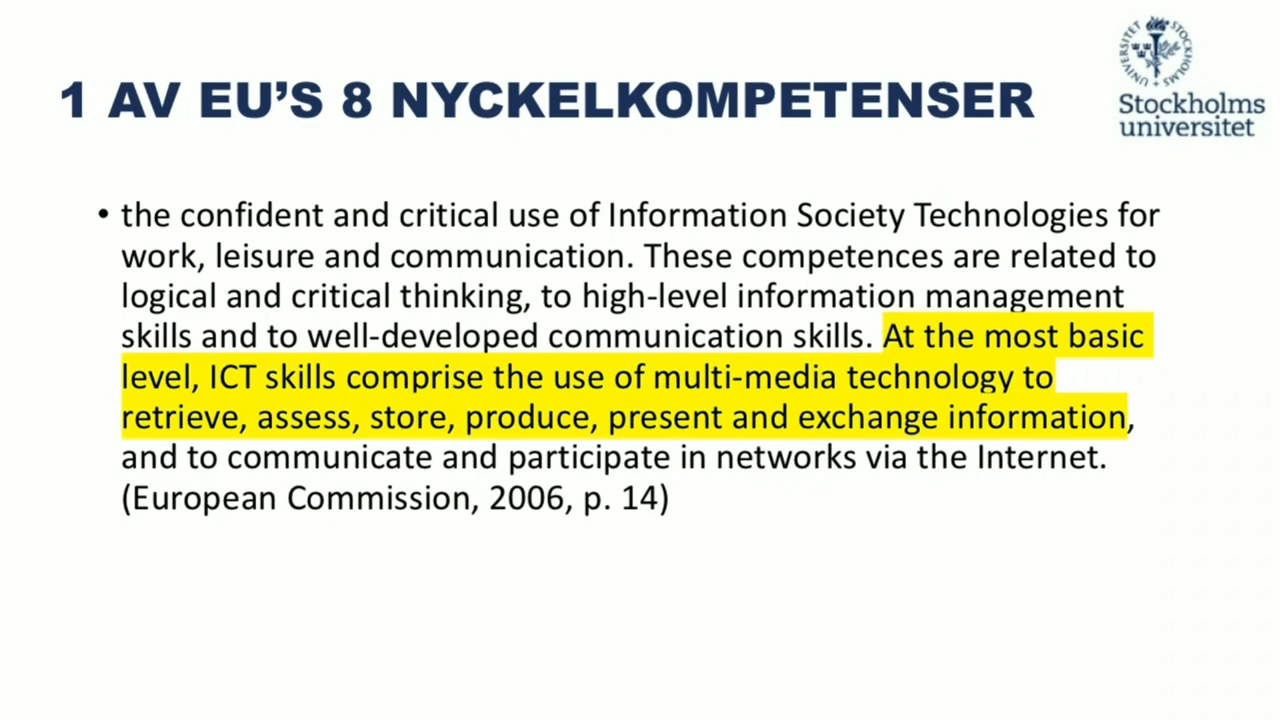 1 AV EU’S 8 NYCKELKOMPETENSER
Stockholms
universitet
• the confident and critical use of Information Society Technologies for
work, leisure and communication. These competences are related to
logical and critical thinking, to high-level information management
skills and to well-developed communication skills. At the most basic
level, ICT skills comprise the use of multi-media technology to
retrieve, assess, store, produce, present and exchange information,
and to communicate and participate in networks via the Internet.
(European Commission, 2006, p. 14)
STOCKHOLMS
UNIVERSITET